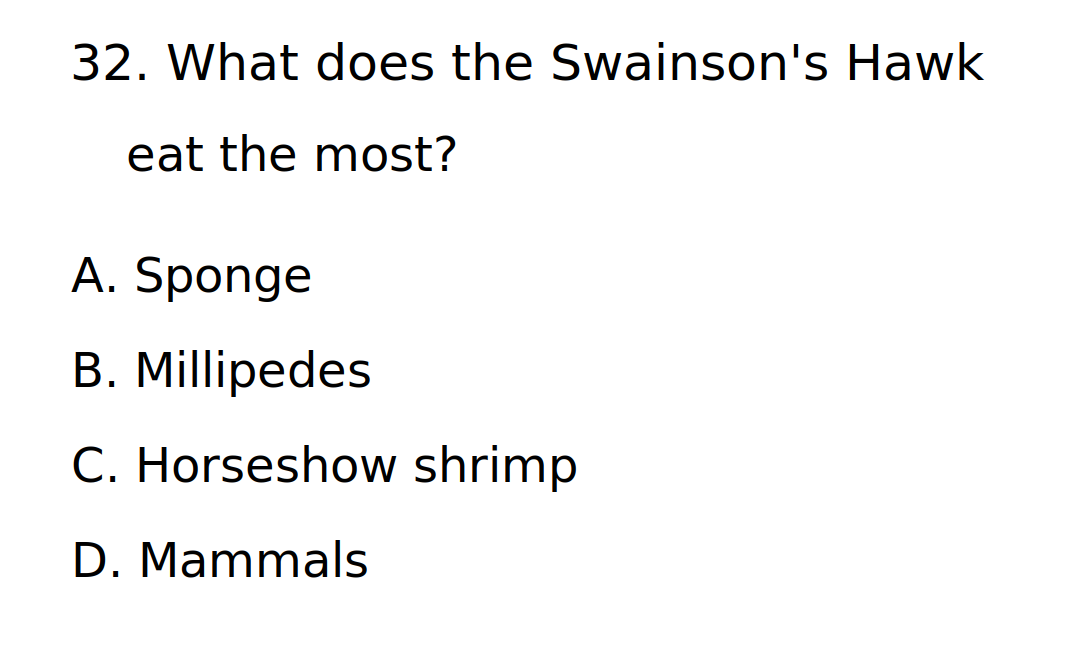 32. What does the Swainson's Hawk
eat the most?
A. Sponge
B. Millipedes
C. Horseshow shrimp
D. Mammals